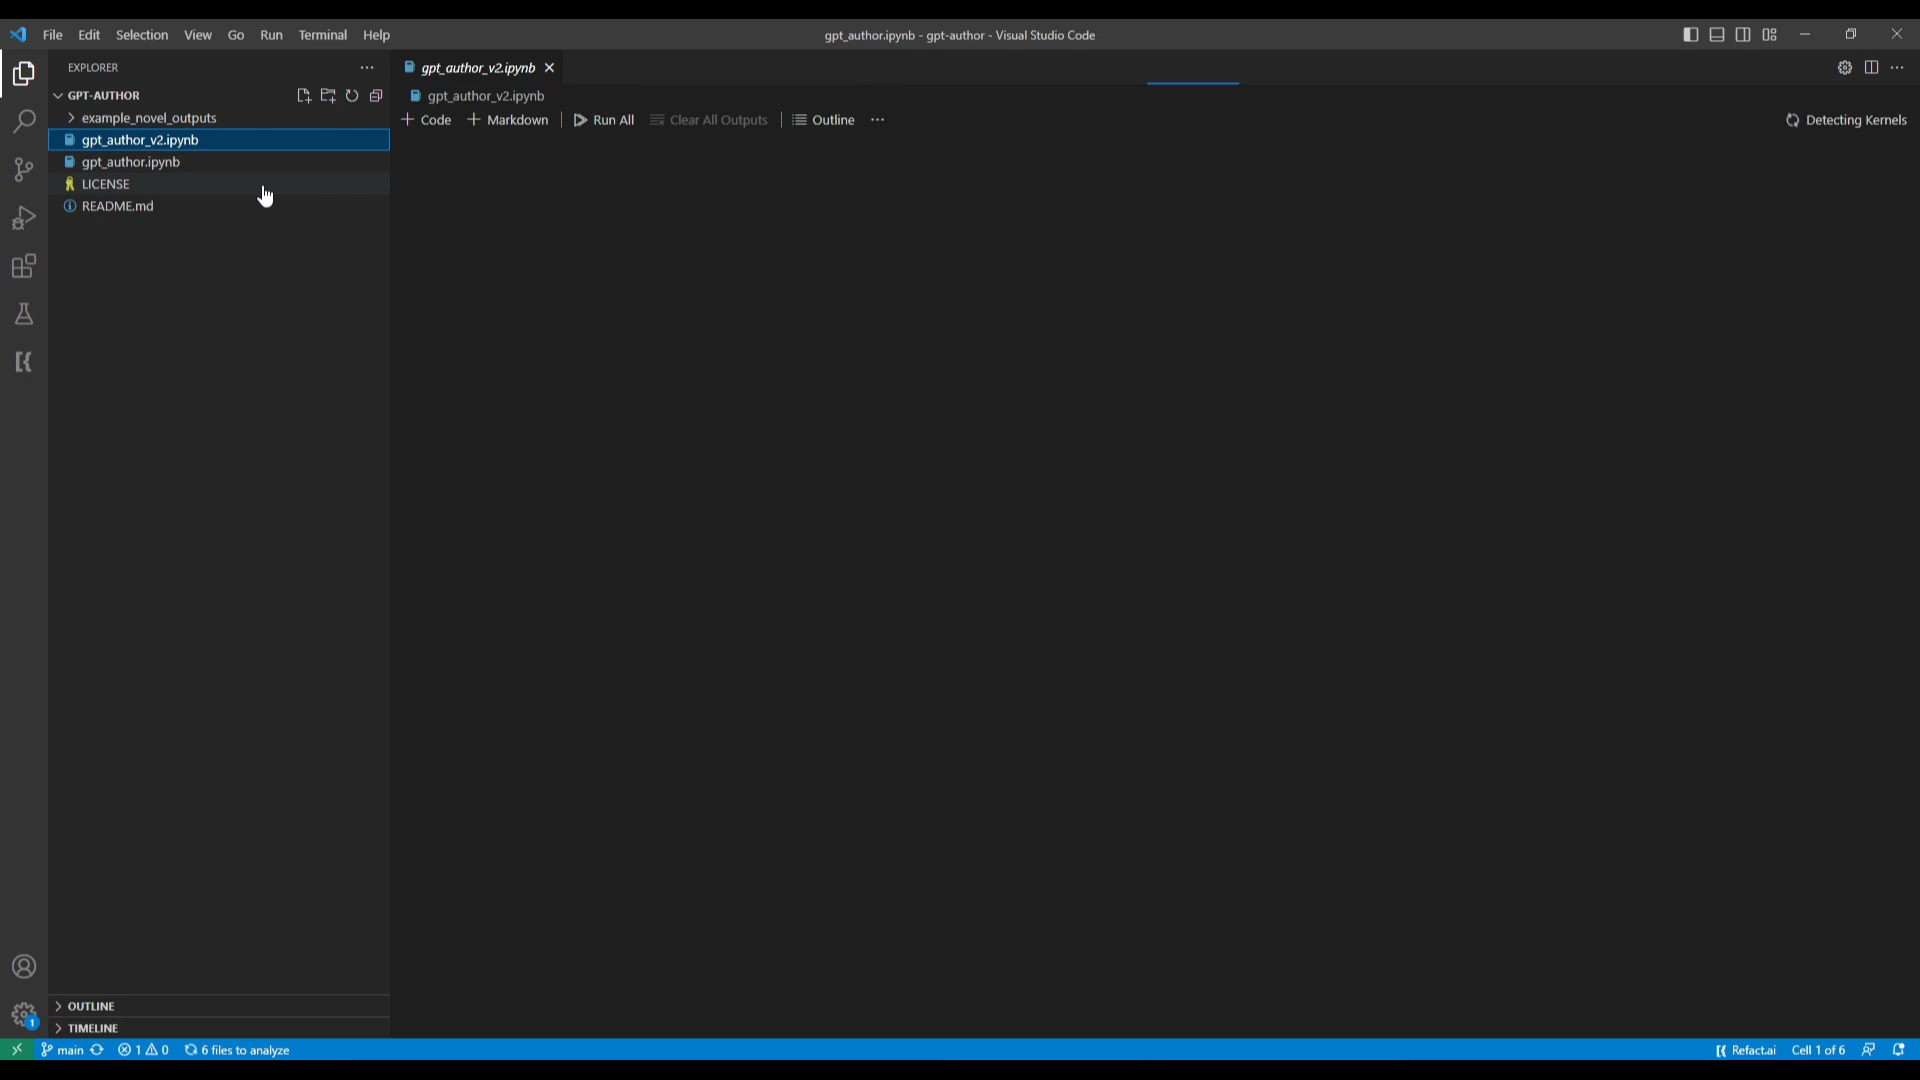 File Edit Selection View Go Run Terminal Help
gpt_author.ipynb - gpt-author - Visual Studio Code
EXPLORER
gpt_author_v2.ipynb
GPT-AUTHOR
gpt_author_v2.ipynb
example_novel_outputs
Code Markdown Run All Clear All Outputs Outline
Detecting Kernels
gpt_author_v2.ipynb
gpt_author.ipynb
LICENSE
README.md
OUTLINE
1
TIMELINE
main 1 0 6 files to analyze
Refact.ai Cell 1 of 6